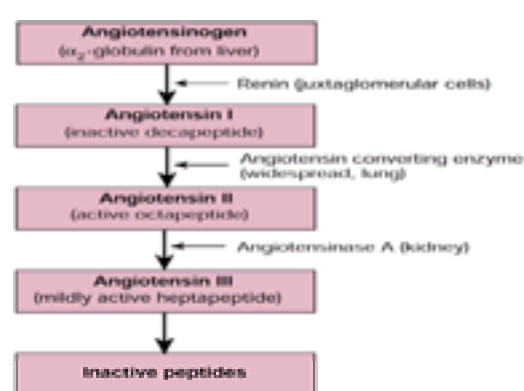 Angiotensinogen
(α₂-globulin from liver)
Renin (juxtaglomerular cells)
Angiotensin I
(inactive decapeptide)
Angiotensin converting enzyme
(widespread, lung)
Angiotensin II
(active octapeptide)
Angiotensinase A (kidney)
Angiotensin III
(mildly active heptapeptide)
Inactive peptides